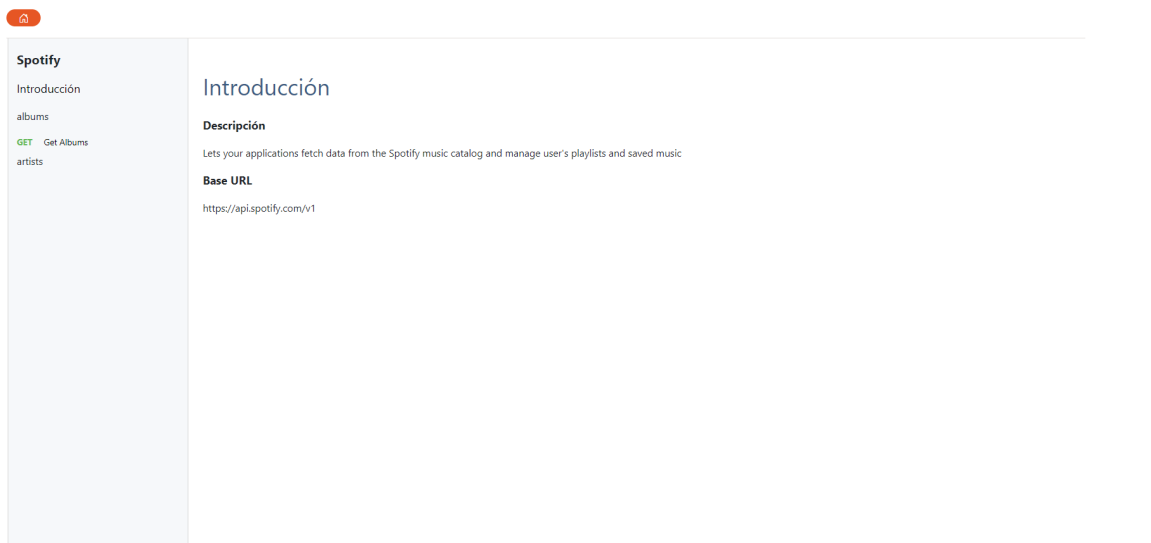 Spotify
Introducción
albums
GET Get Albums
artists
Introducción
Descripción
Lets your applications fetch data from the Spotify music catalog and manage user's playlists and saved music
Base URL
https://api.spotify.com/v1